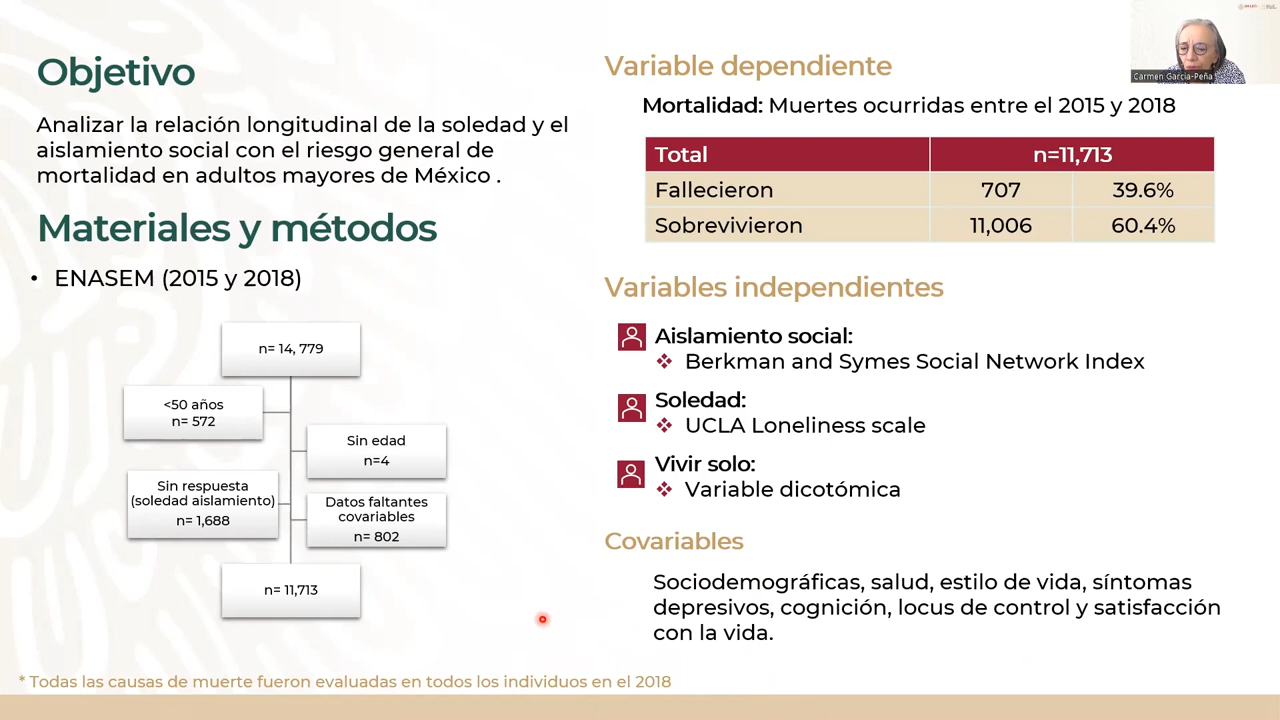 Objetivo
Analizar la relación longitudinal de la soledad y el
aislamiento social con el riesgo general de
mortalidad en adultos mayores de México .
Materiales y métodos
• ENASEM (2015 y 2018)
n= 14, 779
<50 años
n= 572
Sin edad
n=4
Sin respuesta
(soledad aislamiento)
n= 1,688
Datos faltantes
covariables
n= 802
n= 11,713
* Todas las causas de muerte fueron evaluadas en todos los individuos en el 2018
Variable dependiente
Mortalidad: Muertes ocurridas entre el 2015 y 2018
Total n=11,713
Fallecieron 707 39.6%
Sobrevivieron 11,006 60.4%
Variables independientes
Aislamiento social:
❖ Berkman and Symes Social Network Index
Soledad:
❖ UCLA Loneliness scale
Vivir solo:
❖ Variable dicotómica
Covariables
Sociodemográficas, salud, estilo de vida, síntomas
depresivos, cognición, locus de control y satisfacción
con la vida.
Carmen García-Peña